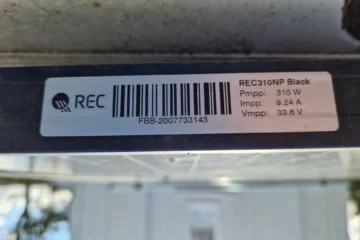 REC
FBB-2007733143
REC310NP Black
Pmpp: 310 W
Impp: 9.24 A
Vmpp: 33.6 V